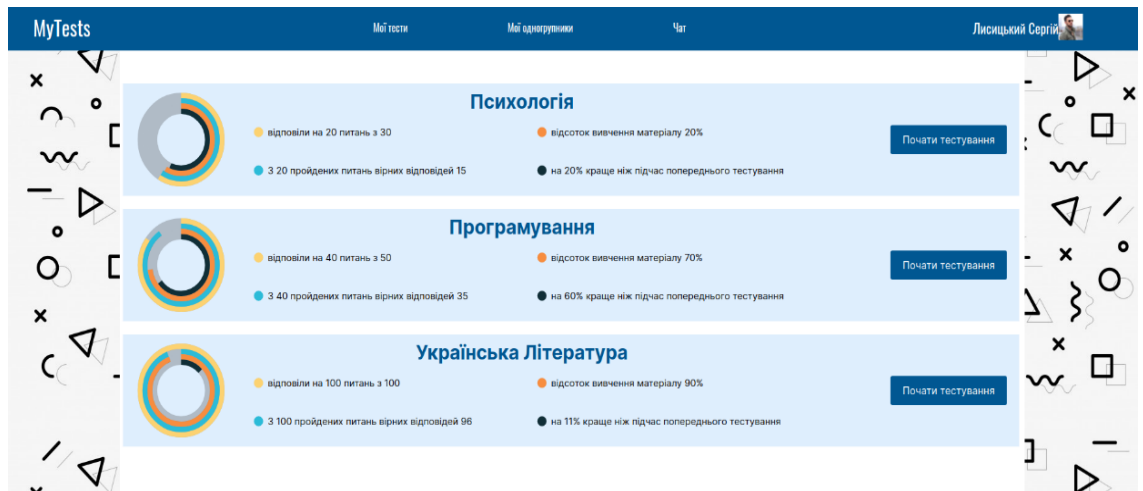 MyTests
Мої тести
Мої одногрупники
Чат
Лисицький Сергій
Психологія
відповіли на 20 питань з 30
відсоток вивчення матеріалу 20%
Почати тестування
З 20 пройдених питань вірних відповідей 15
на 20% краще ніж підчас попереднього тестування
Програмування
відповіли на 40 питань з 50
відсоток вивчення матеріалу 70%
Почати тестування
З 40 пройдених питань вірних відповідей 35
на 60% краще ніж підчас попереднього тестування
Українська Література
відповіли на 100 питань з 100
відсоток вивчення матеріалу 90%
Почати тестування
З 100 пройдених питань вірних відповідей 96
на 11% краще ніж підчас попереднього тестування